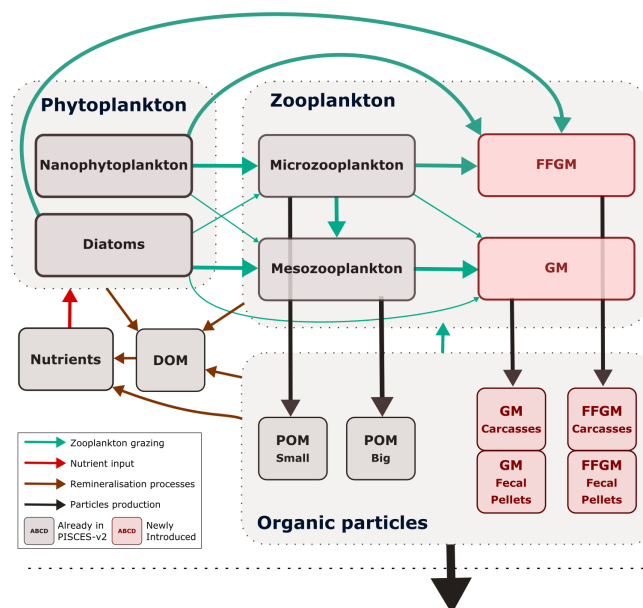 Phytoplankton
Zooplankton
Nanophytoplankton
Microzooplankton
FFGM
Diatoms
Mesozooplankton
GM
Nutrients
DOM
POM
Small
POM
Big
GM
Carcasses
FFGM
Carcasses
GM
Fecal
Pellets
FFGM
Fecal
Pellets
Organic particles
Zooplankton grazing
Nutrient input
Remineralisation processes
Particles production
ABCD
Already in
PISCES-v2
ABCD
Newly
Introduced